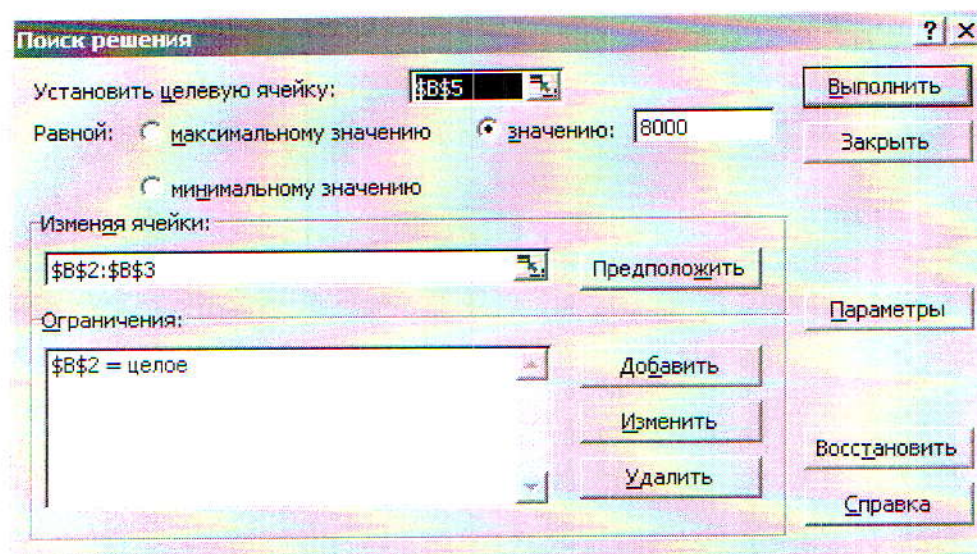 Поиск решения ? ×
Установить целевую ячейку: $B$5 Выполнить
Равной: максимальному значению значению: 8000 Закрыть
минимальному значению
Изменяя ячейки:
$B$2:$B$3 Предположить
Параметры
Ограничения:
$B$2 = целое Добавить
Изменить
Восстановить
Удалить
Справка